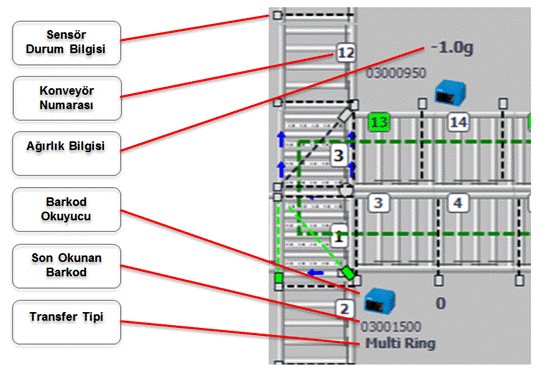 Sensör
Durum Bilgisi
Konveyör
Numarası
Ağırlık Bilgisi
Barkod
Okuyucu
Son Okunan
Barkod
Transfer Tipi
12
-1.0g
03000950
13
14
3
3
4
1
2
0
03001500
Multi Ring